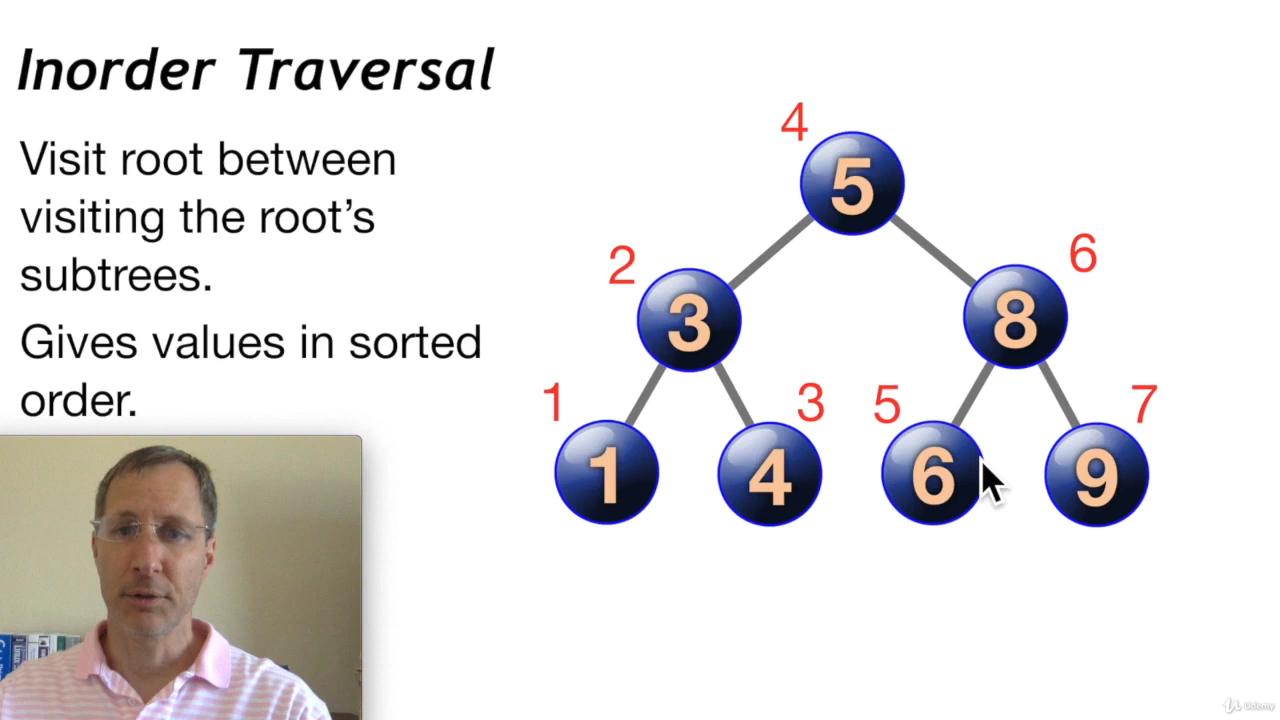 Inorder Traversal
Visit root between
visiting the root’s
subtrees.
Gives values in sorted
order.
4
5
2
3
6
8
1
1
3
4
5
6
7
9
Udemy